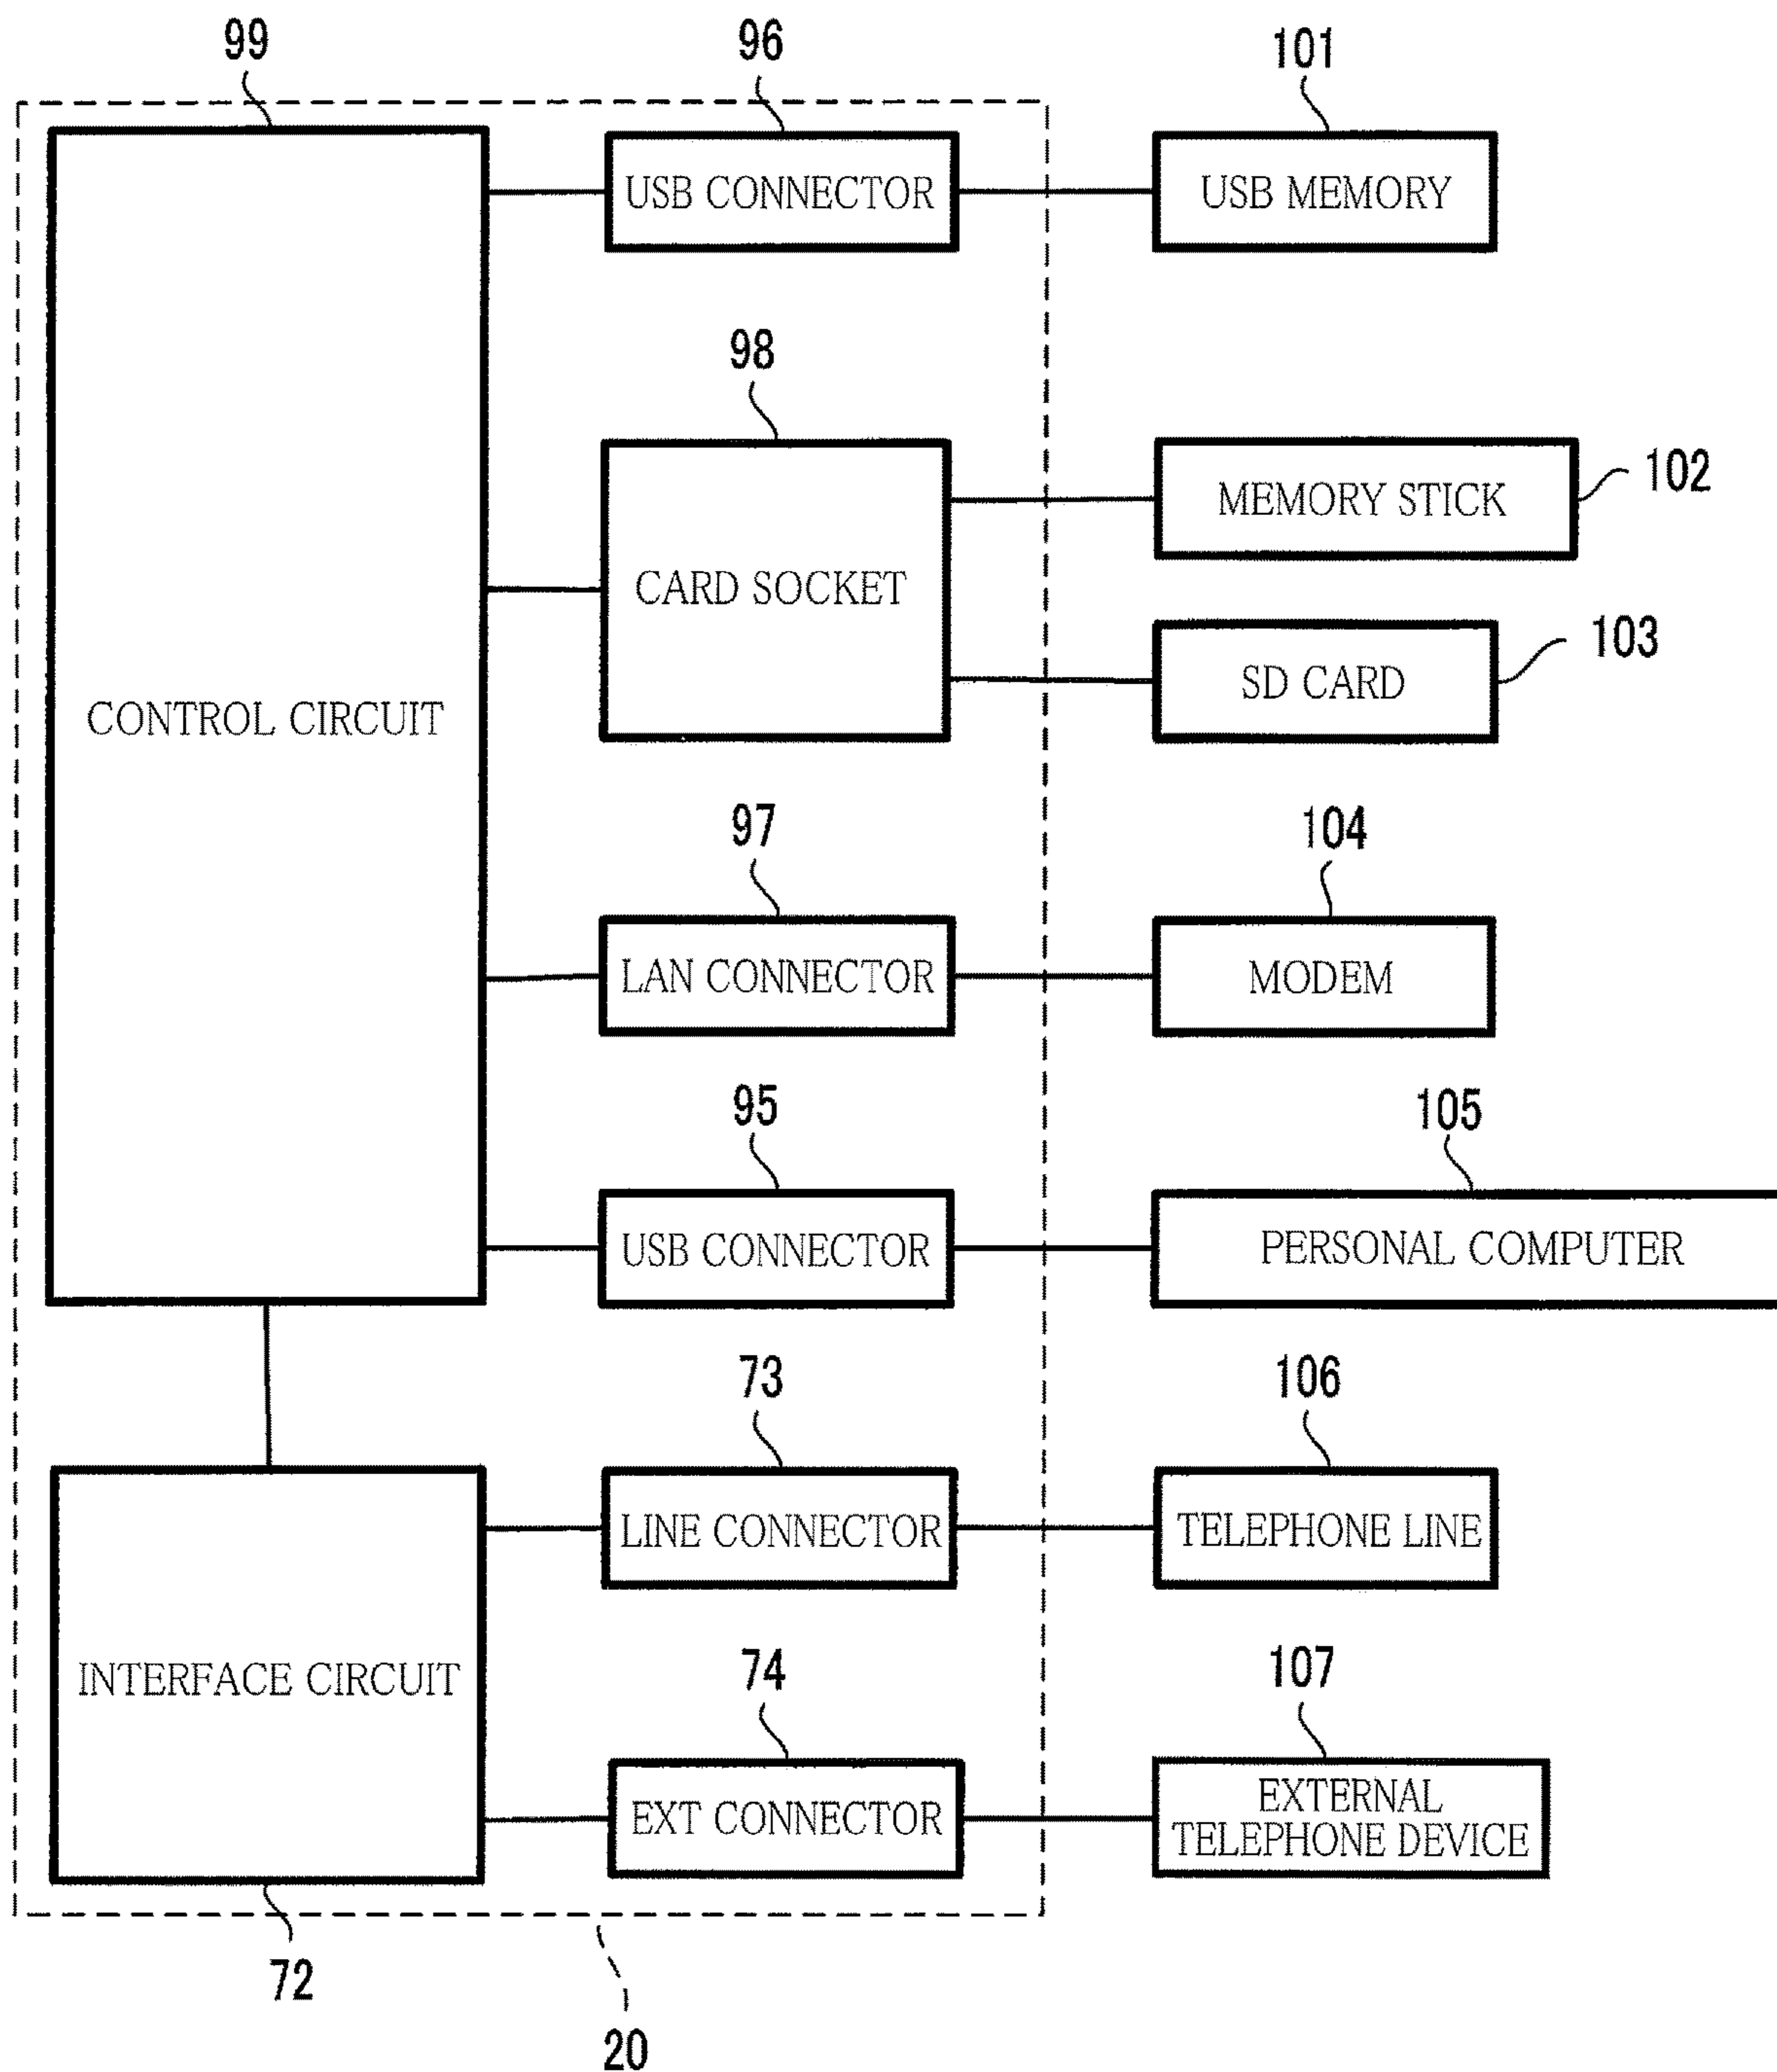 99
96
101
USB CONNECTOR
USB MEMORY
98
MEMORY STICK
102
CARD SOCKET
SD CARD
103
CONTROL CIRCUIT
97
104
LAN CONNECTOR
MODEM
95
105
USB CONNECTOR
PERSONAL COMPUTER
73
106
LINE CONNECTOR
TELEPHONE LINE
INTERFACE CIRCUIT
74
107
EXT CONNECTOR
EXTERNAL
TELEPHONE DEVICE
72
20